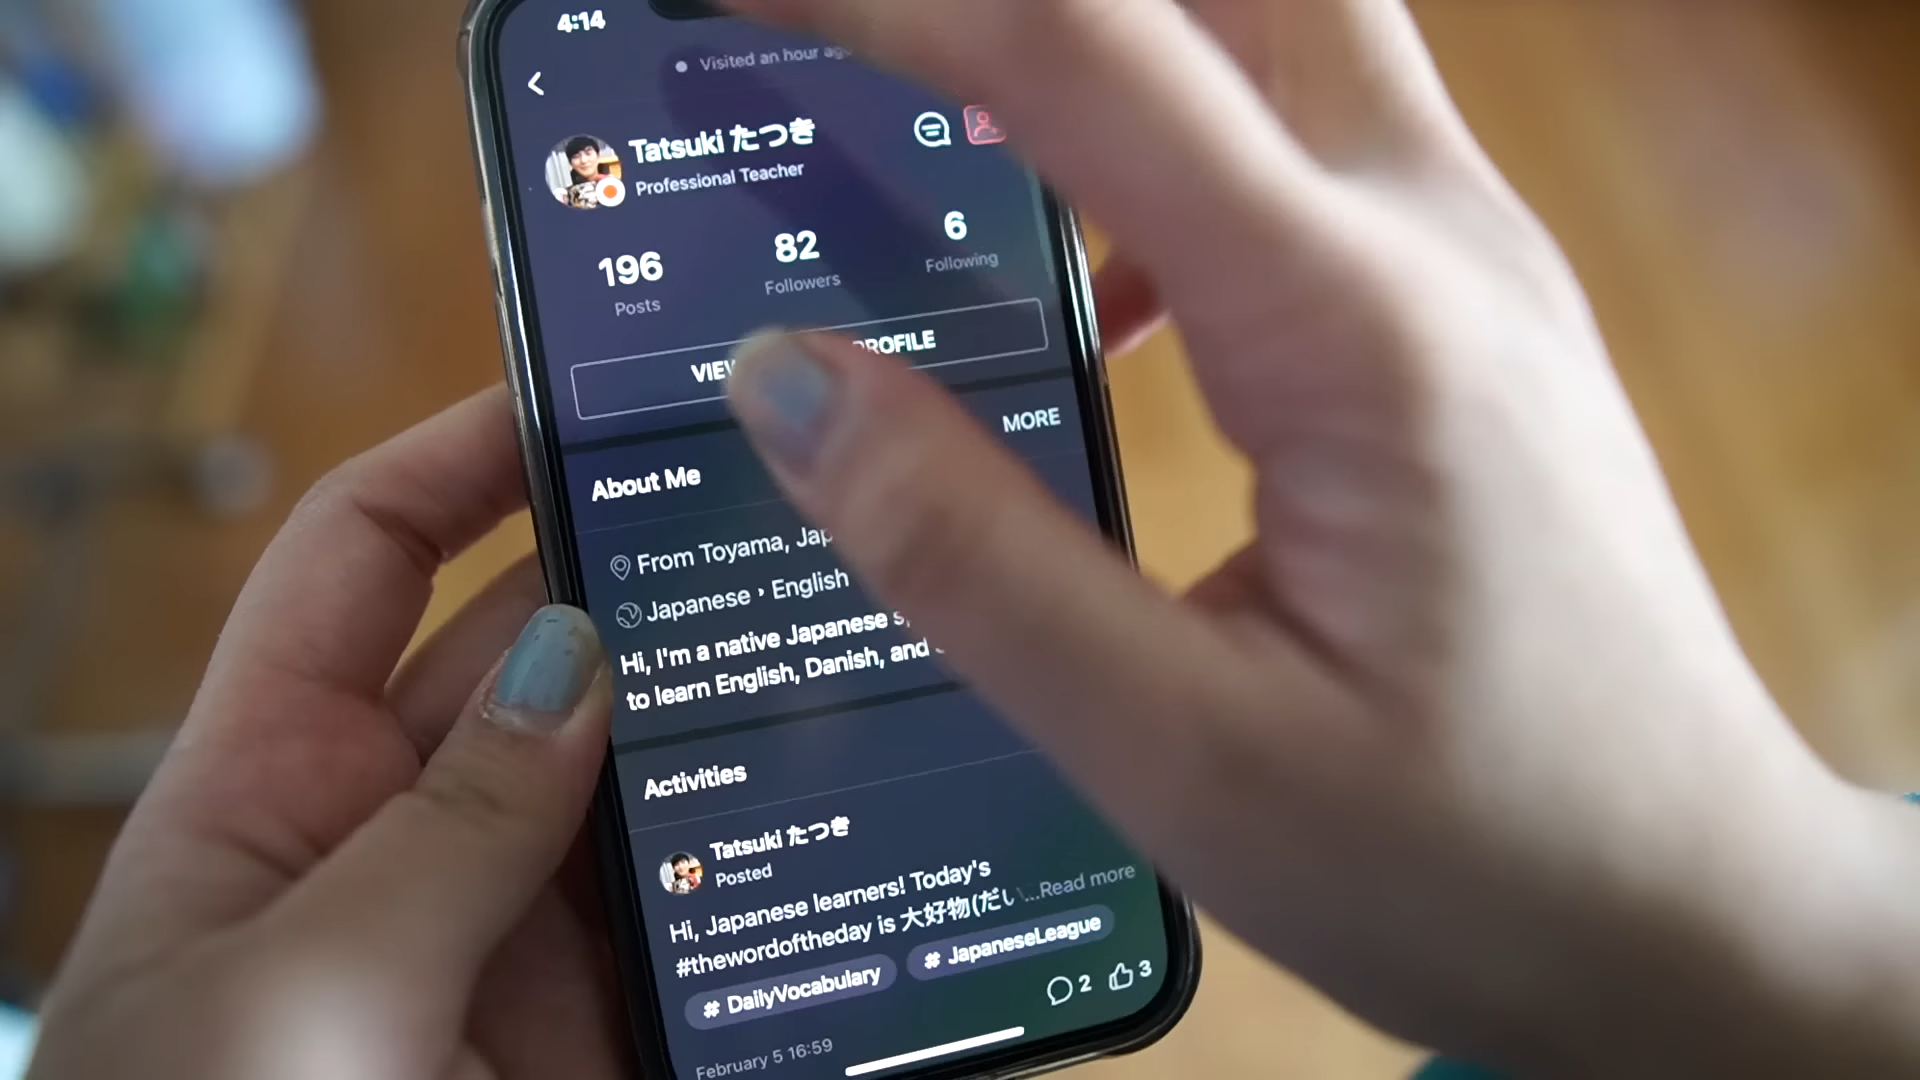 4:14
Visited an hour ago
Tatsuki たつき
Professional Teacher
196
82
6
Posts
Followers
Following
MORE
About Me
From Toyama,
Japanese › English
Hi, I'm a native Japanese
to learn English, Danish, and
Activities
Tatsuki たつき
Posted
Hi, Japanese learners! Today's
#thewordoftheday is 大好物(だい ...Read more
# DailyVocabulary
# JapaneseLeague
2
3
February 5 16:59